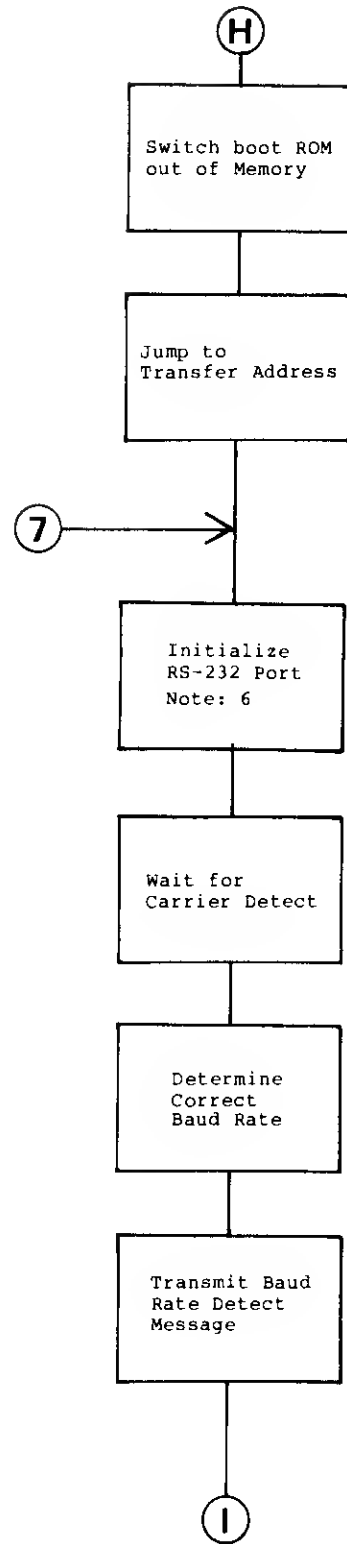 H
Switch boot ROM
out of Memory
Jump to
Transfer Address
7
Initialize
RS-232 Port
Note: 6
Wait for
Carrier Detect
Determine
Correct
Baud Rate
Transmit Baud
Rate Detect
Message
I